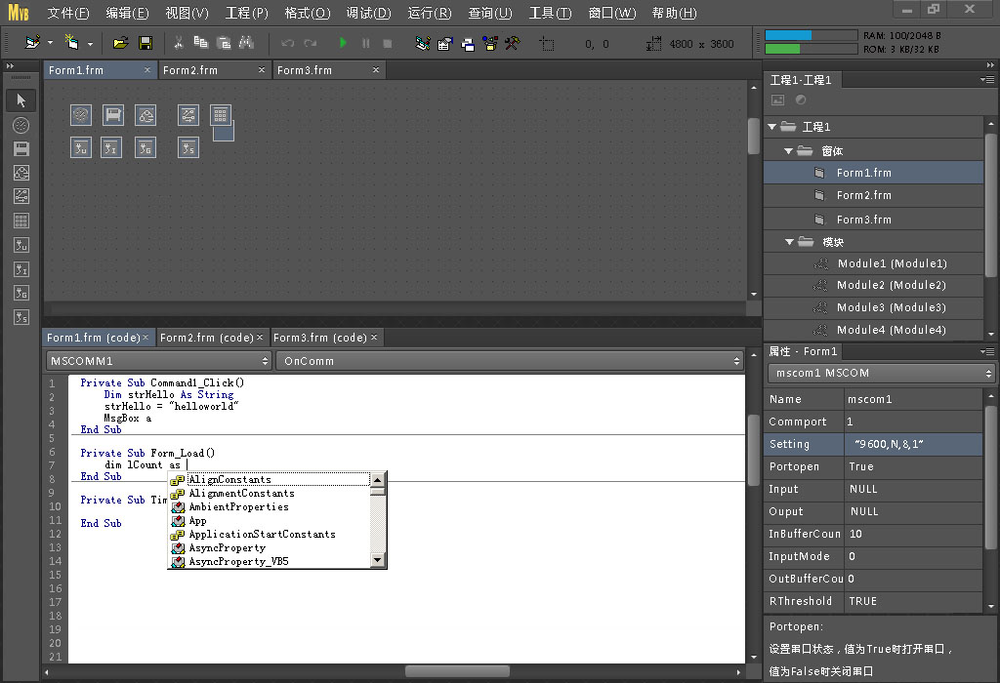 MVB
文件(F) 编辑(E) 视图(V) 工程(P) 格式(O) 调试(D) 运行(R) 查询(U) 工具(T) 窗口(W) 帮助(H)
0, 0
4800 x 3600
RAM: 100/2048 B
ROM: 3 KB/32 KB
Form1.frm
Form2.frm
Form3.frm
工程1-工程1
工程1
窗体
Form1.frm
Form2.frm
Form3.frm
模块
Module1 (Module1)
Module2 (Module2)
Module3 (Module3)
Module4 (Module4)
Form1.frm (code)
Form2.frm (code)
Form3.frm (code)
MSCOMM1
OnComm
1
2
3
4
5
6
7
8
9
10
11
12
13
14
15
16
17
18
19
20
21
Private Sub Command1_Click()
Dim strHello As String
strHello = "helloworld"
MsgBox a
End Sub
Private Sub Form_Load()
dim lCount as
End Sub
Private Sub Tim
End Sub
AlignConstants
AlignmentConstants
AmbientProperties
App
ApplicationStartConstants
AsyncProperty
AsyncProperty_VB5
属性 - Form1
mscom1 MSCOM
Name mscom1
Commport 1
Setting "9600,N,8,1"
Portopen True
Input NULL
Ouput NULL
InBufferCoun 10
InputMode 0
OutBufferCou 0
RThreshold TRUE
Portopen:
设置串口状态，值为True时打开串口，
值为False时关闭串口